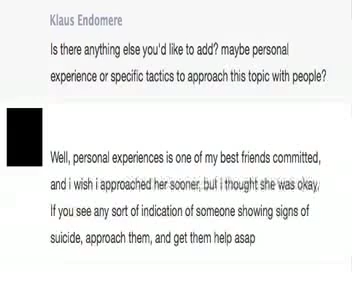 Klaus Endomere
Is there anything else you'd like to add? maybe personal
experience or specific tactics to approach this topic with people?
Well, personal experiences is one of my best friends committed,
and i wish i approached her sooner, but i thought she was okay.
If you see any sort of indication of someone showing signs of
suicide, approach them, and get them help asap